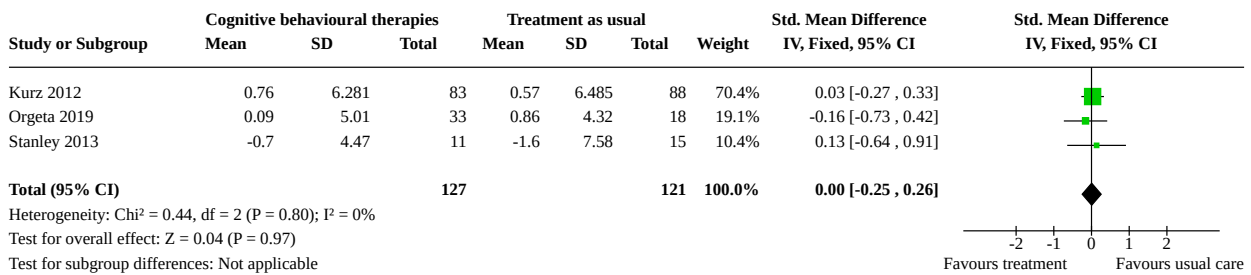 Cognitive behavioural therapies Treatment as usual Std. Mean Difference Std. Mean Difference
Study or Subgroup Mean SD Total Mean SD Total Weight IV, Fixed, 95% CI IV, Fixed, 95% CI
Kurz 2012 0.76 6.281 83 0.57 6.485 88 70.4% 0.03 [-0.27 , 0.33]
Orgeta 2019 0.09 5.01 33 0.86 4.32 18 19.1% -0.16 [-0.73 , 0.42]
Stanley 2013 -0.7 4.47 11 -1.6 7.58 15 10.4% 0.13 [-0.64 , 0.91]
Total (95% CI) 127 121 100.0% 0.00 [-0.25 , 0.26]
Heterogeneity: Chi² = 0.44, df = 2 (P = 0.80); I² = 0%
Test for overall effect: Z = 0.04 (P = 0.97) -2 -1 0 1 2
Test for subgroup differences: Not applicable Favours treatment Favours usual care